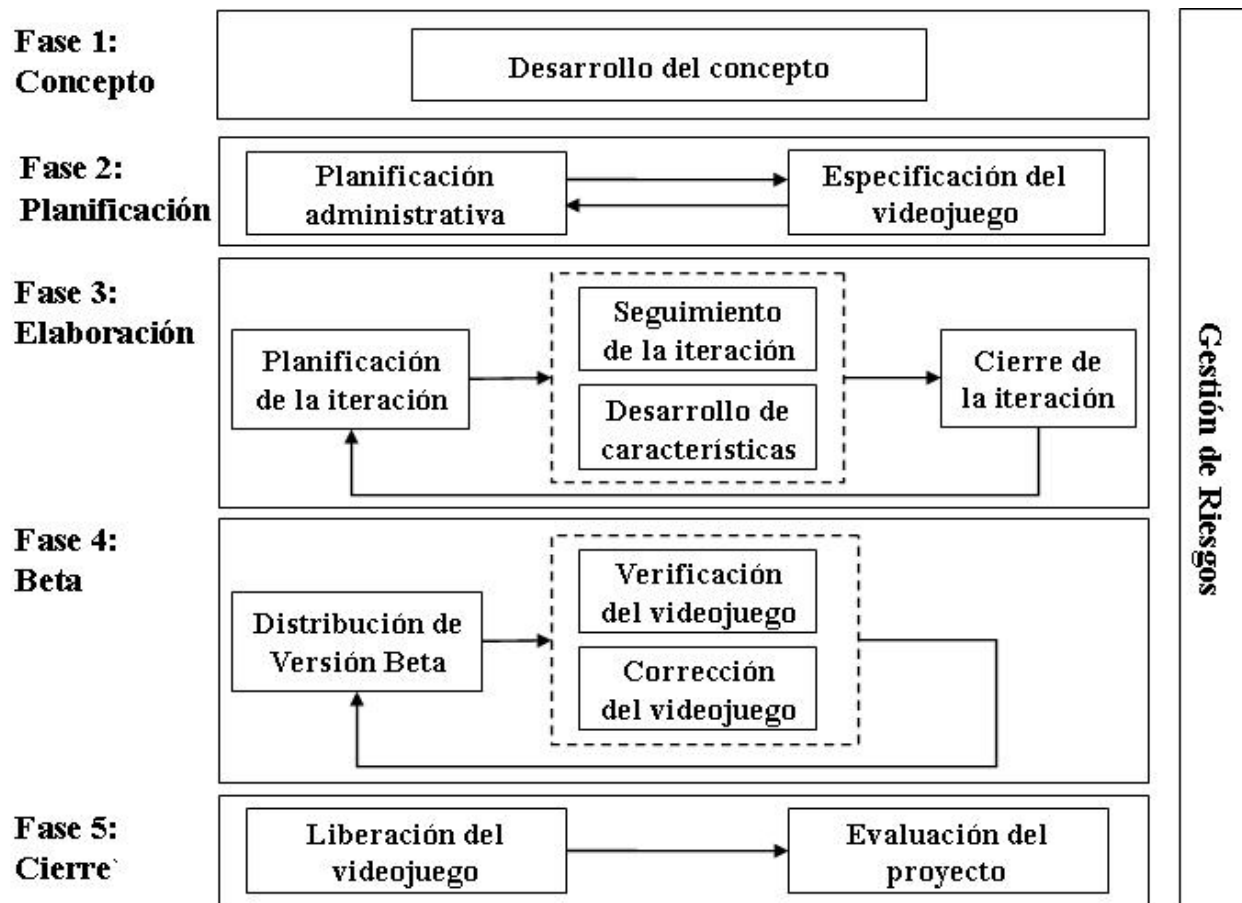 Fase 1:
Concepto
Desarrollo del concepto
Fase 2:
Planificación
Planificación
administrativa
Especificación del
videojuego
Fase 3:
Elaboración
Planificación
de la iteración
Seguimiento
de la iteración
Desarrollo de
características
Cierre de
la iteración
Fase 4:
Beta
Distribución de
Versión Beta
Verificación
del videojuego
Corrección
del videojuego
Fase 5:
Cierre`
Liberación del
videojuego
Evaluación del
proyecto
Gestión de Riesgos